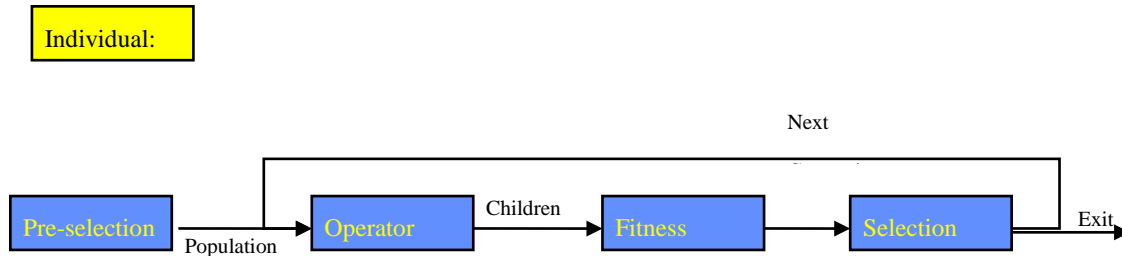 Individual:
Next
Pre-selection
Population
Operator
Children
Fitness
Selection
Exit